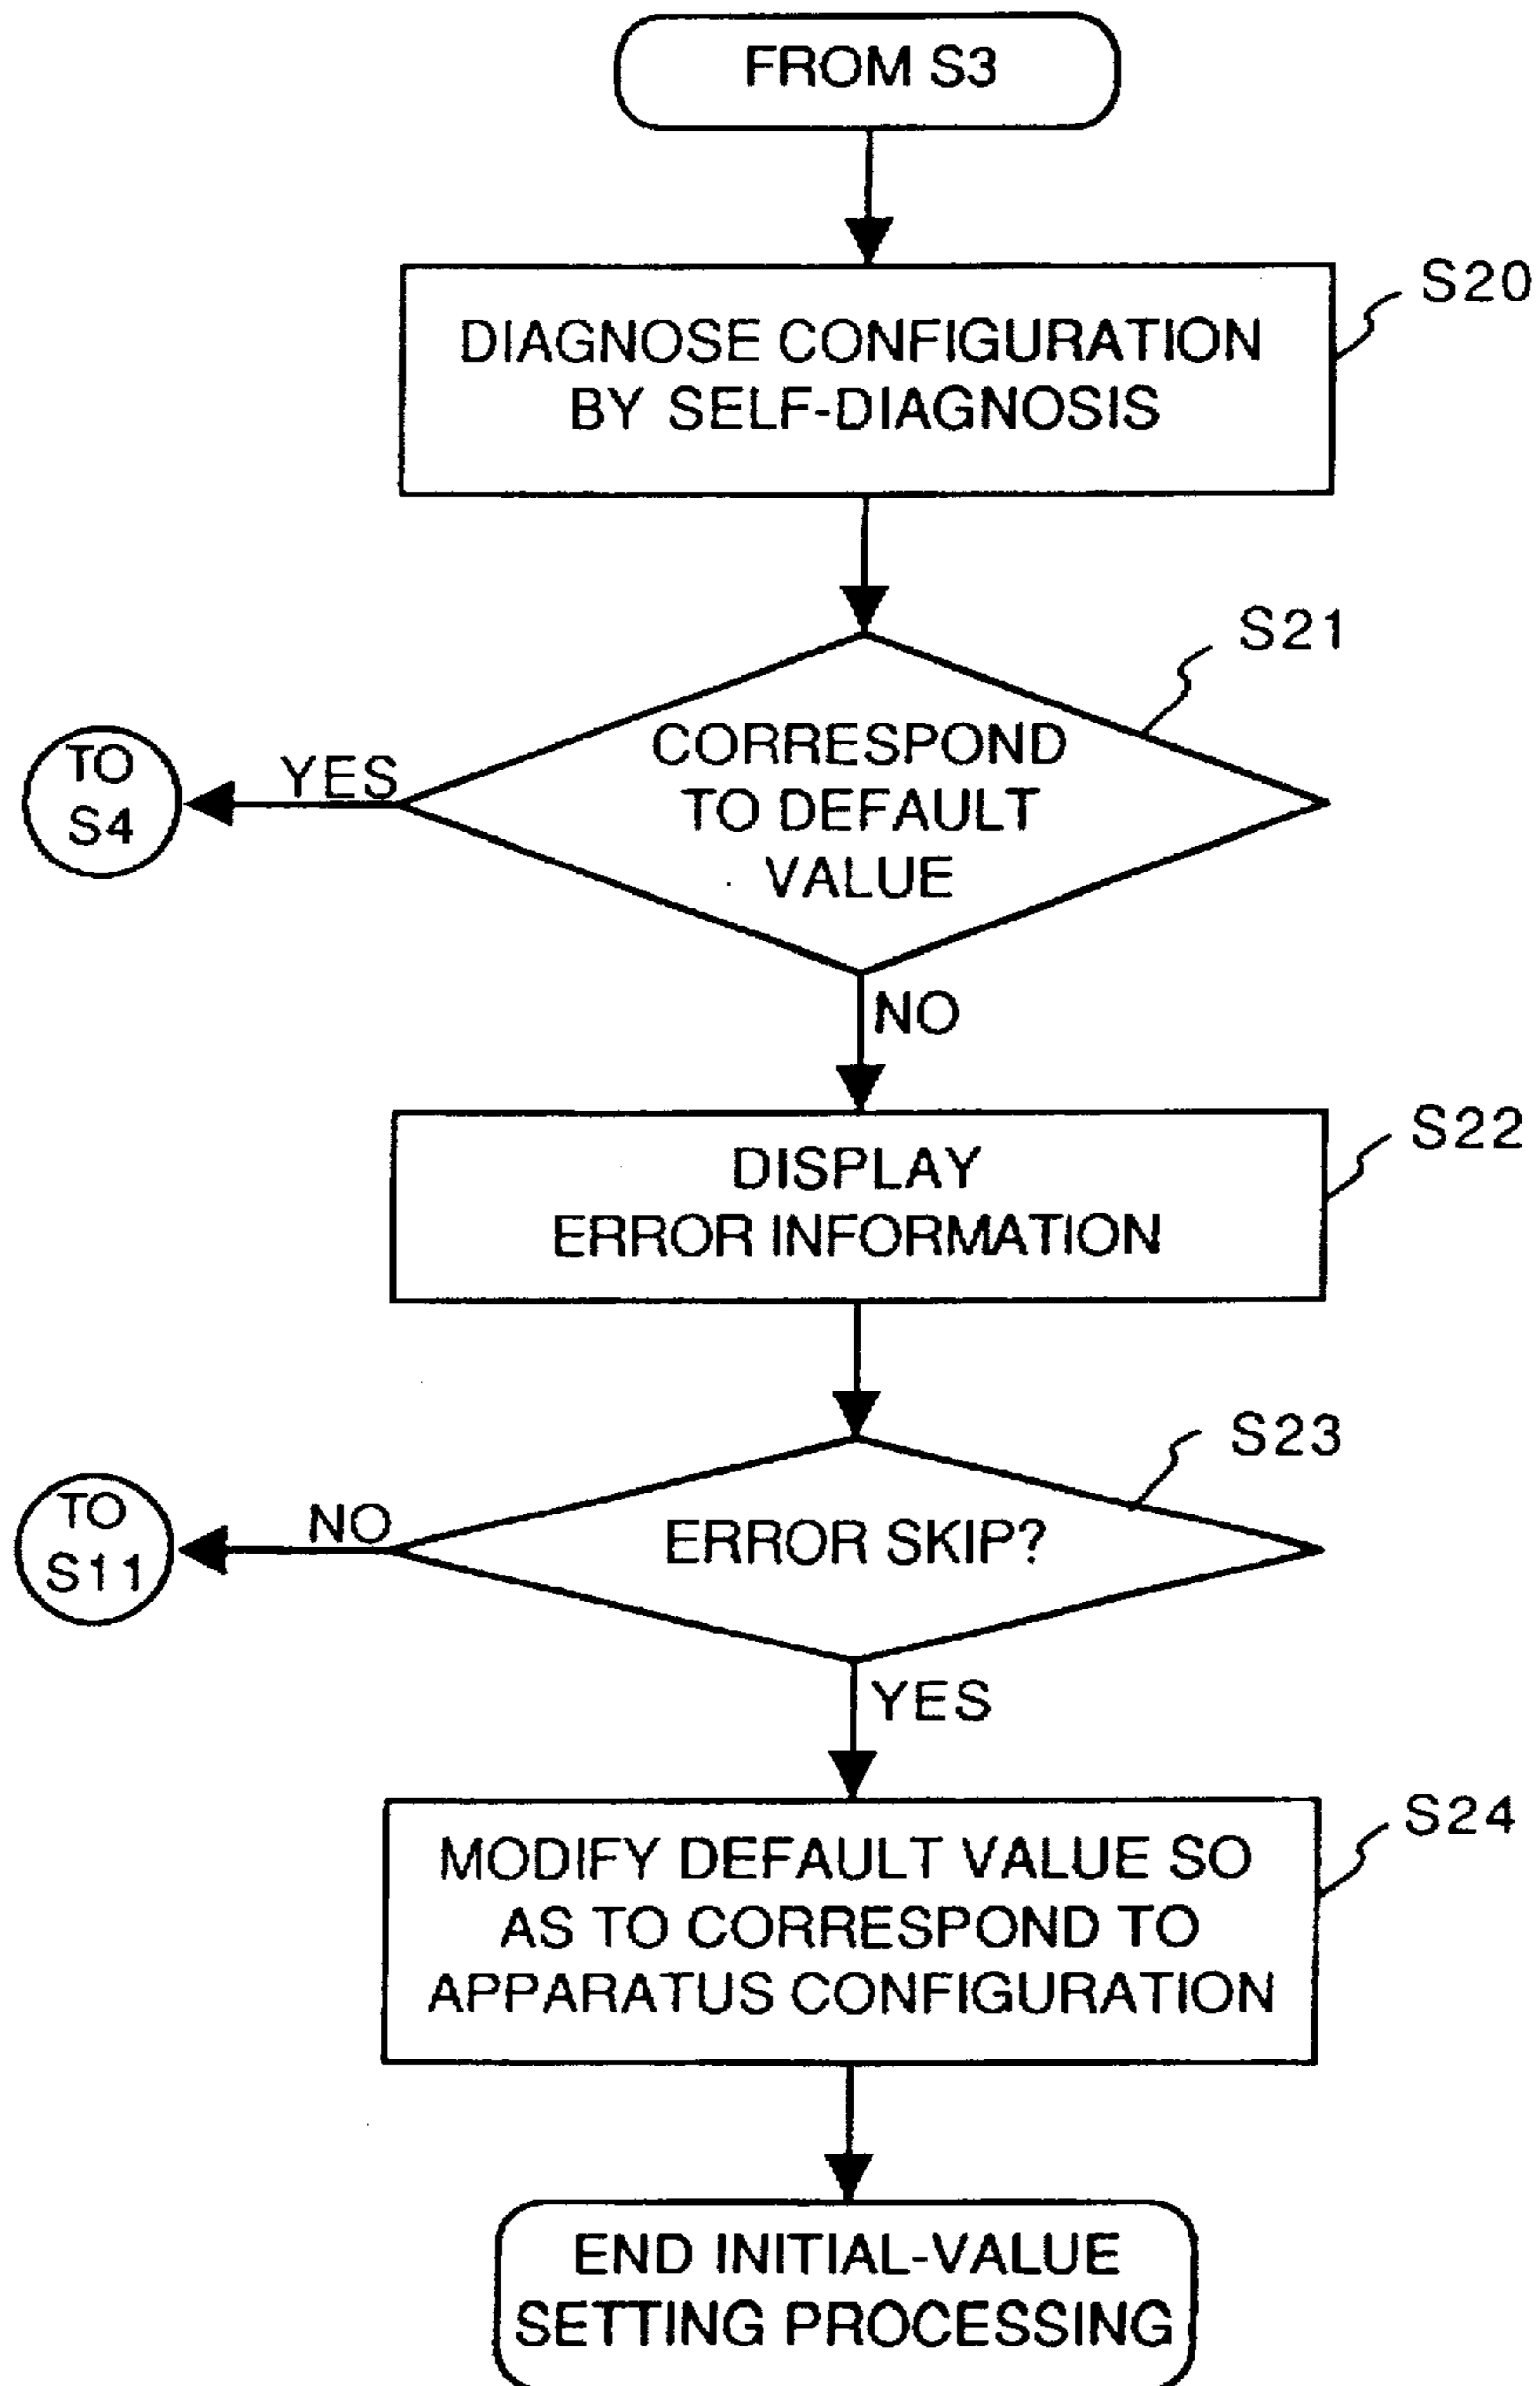 FROM S3
S20
DIAGNOSE CONFIGURATION
BY SELF-DIAGNOSIS
S21
CORRESPOND
TO DEFAULT
VALUE
YES
TO
S4
NO
S22
DISPLAY
ERROR INFORMATION
S23
ERROR SKIP?
NO
TO
S11
YES
S24
MODIFY DEFAULT VALUE SO
AS TO CORRESPOND TO
APPARATUS CONFIGURATION
END INITIAL-VALUE
SETTING PROCESSING